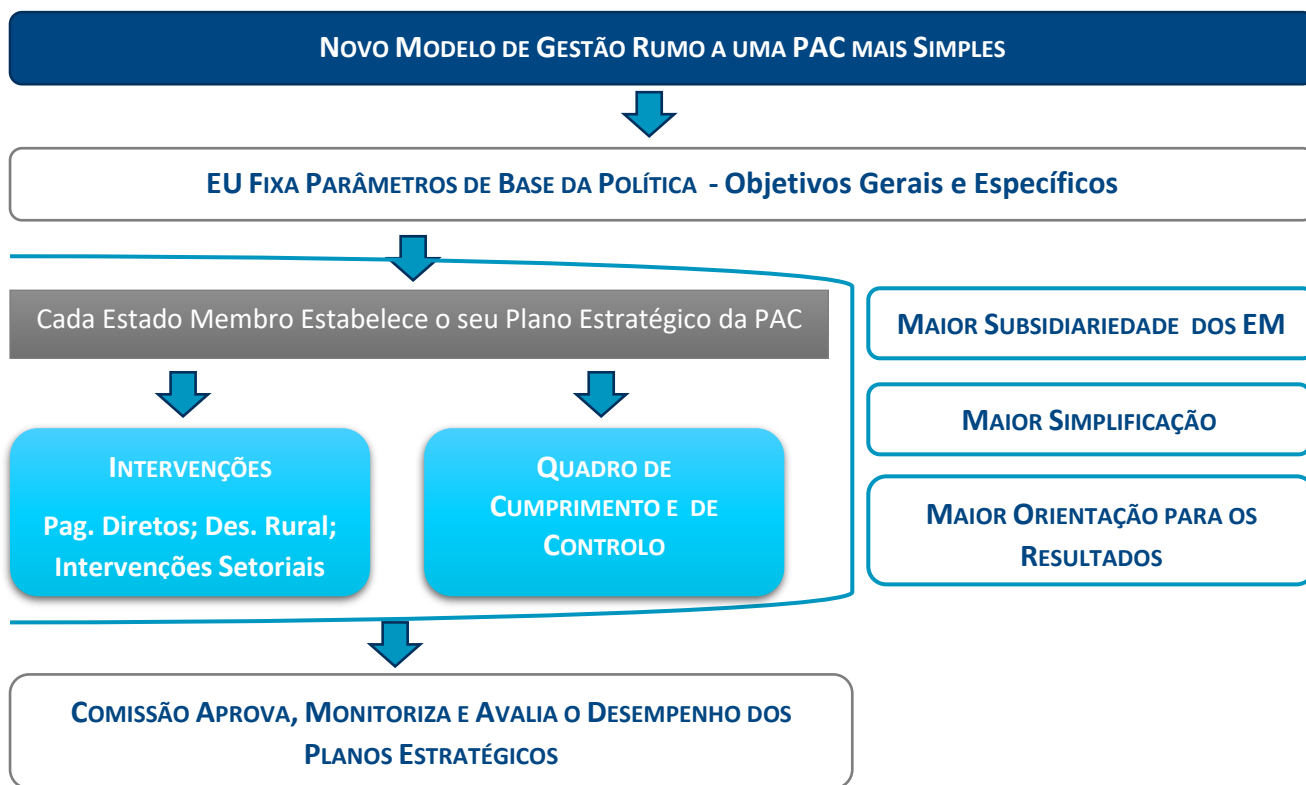 NOVO MODELO DE GESTÃO RUMO A UMA PAC MAIS SIMPLES
EU FIXA PARÂMETROS DE BASE DA POLÍTICA - Objetivos Gerais e Específicos
Cada Estado Membro Estabelece o seu Plano Estratégico da PAC
INTERVENÇÕES
Pag. Diretos; Des. Rural;
Intervenções Setoriais
QUADRO DE
CUMPRIMENTO E DE
CONTROLO
MAIOR SUBSIDIARIEDADE DOS EM
MAIOR SIMPLIFICAÇÃO
MAIOR ORIENTAÇÃO PARA OS
RESULTADOS
COMISSÃO APROVA, MONITORIZA E AVALIA O DESEMPENHO DOS
PLANOS ESTRATÉGICOS